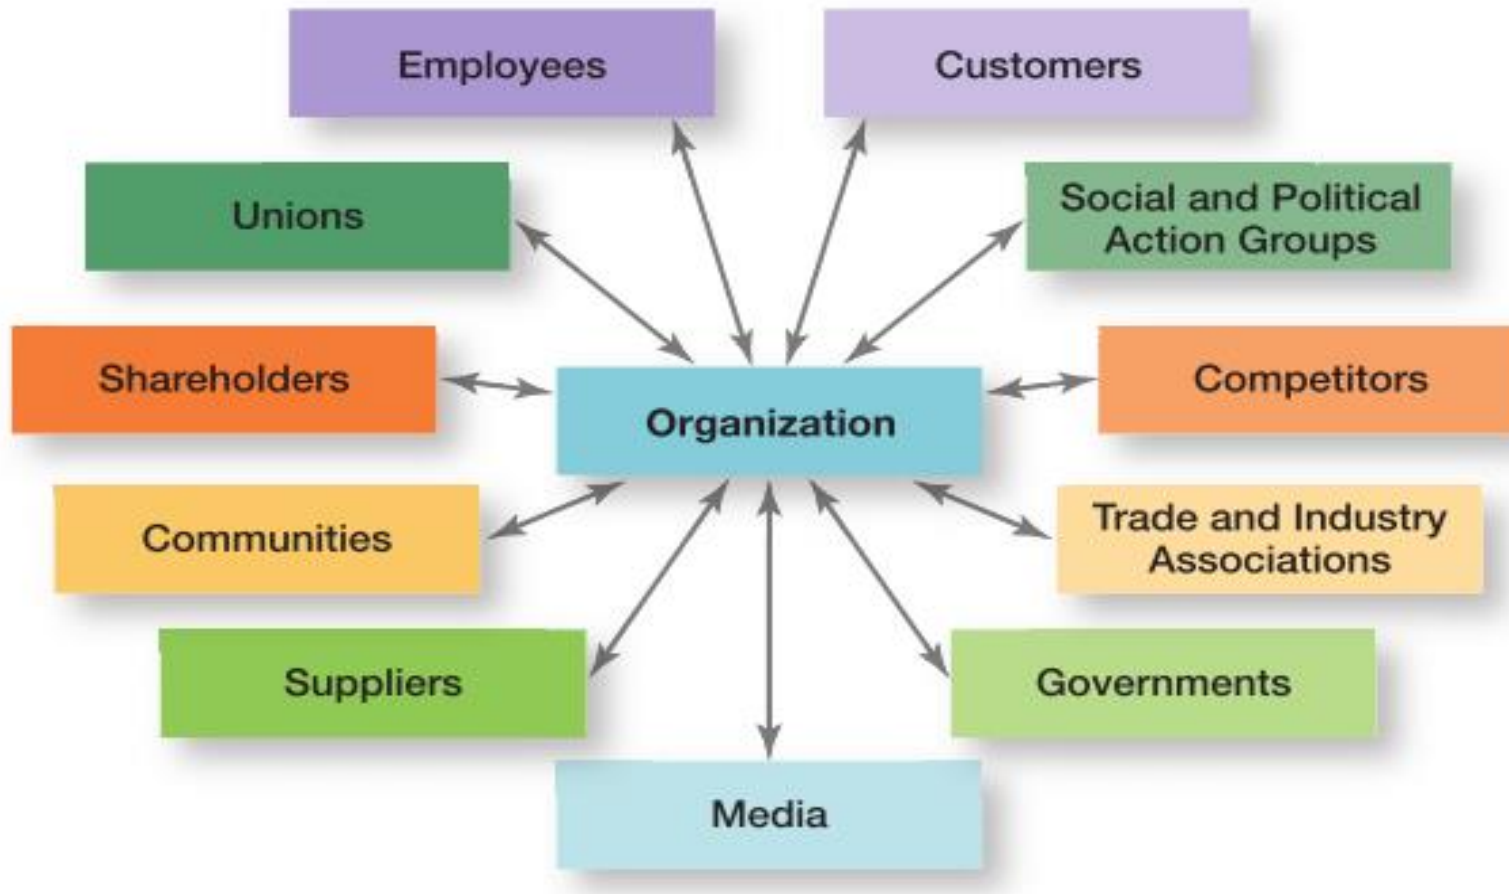 Employees
Customers
Unions
Social and Political
Action Groups
Shareholders
Competitors
Organization
Communities
Trade and Industry
Associations
Suppliers
Governments
Media